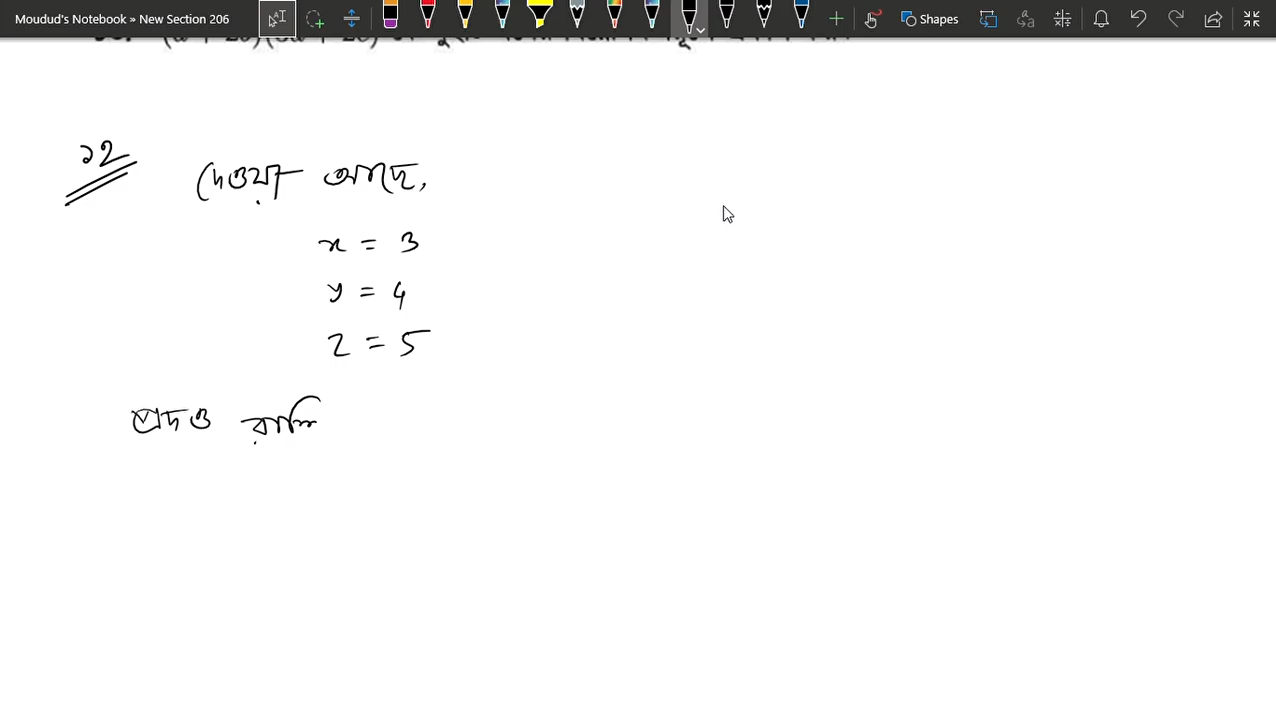 Moudud's Notebook » New Section 206
Shapes
১২
দেওয়া আছে,
x = 3
y = 4
z = 5
প্রদত্ত রাশি